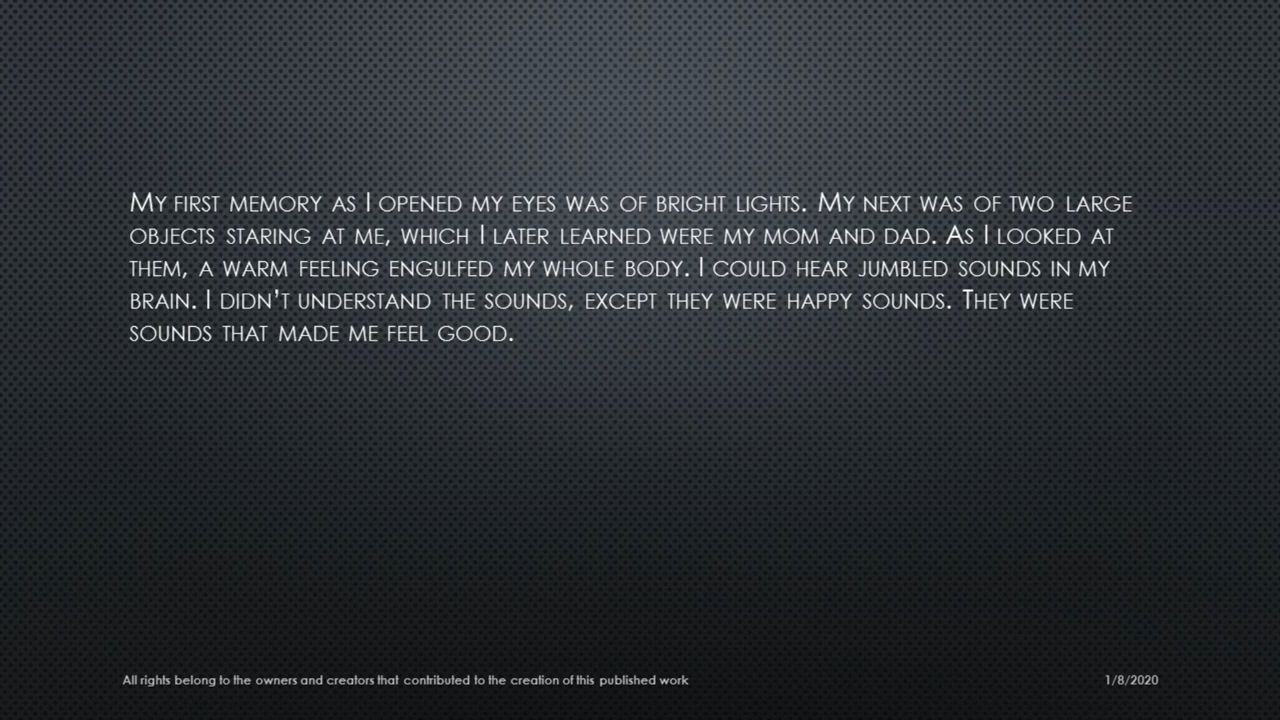 My first memory as I opened my eyes was of bright lights. My next was of two large
objects staring at me, which I later learned were my mom and dad. As I looked at
them, a warm feeling engulfed my whole body. I could hear jumbled sounds in my
brain. I didn’t understand the sounds, except they were happy sounds. They were
sounds that made me feel good.
All rights belong to the owners and creators that contributed to the creation of this published work
1/8/2020